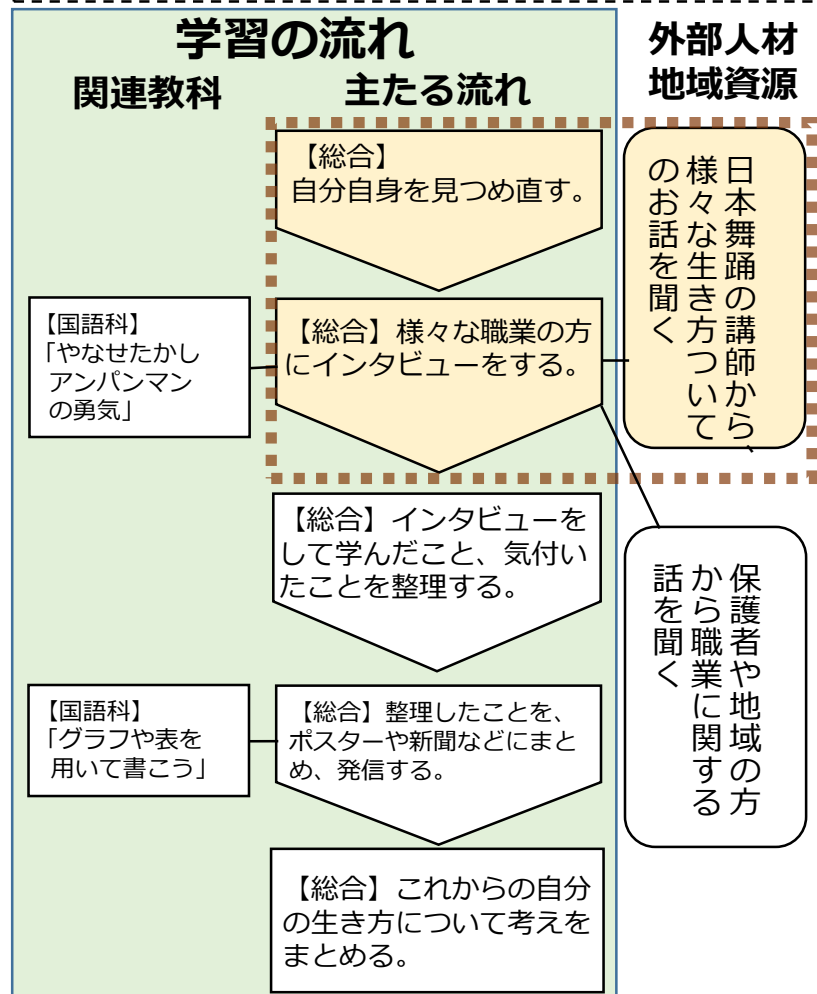 学習の流れ
関連教科
主たる流れ
外部人材
地域資源
【総合】
自分自身を見つめ直す。
日本舞踊の講師から、
様々な生き方ついて
のお話を聞く
【国語科】
「やなせたかし
アンパンマン
の勇気」
【総合】様々な職業の方
にインタビューをする。
【総合】インタビューを
して学んだこと、気付い
たことを整理する。
保護者や地域の方
から職業に関する
話を聞く
【国語科】
「グラフや表を
用いて書こう」
【総合】整理したことを、
ポスターや新聞などにまと
め、発信する。
【総合】これからの自分
の生き方について考えを
まとめる。